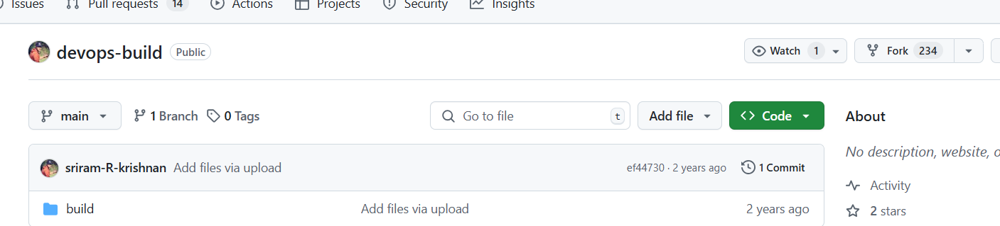 Issues Pull requests 14 Actions Projects Security Insights
devops-build Public Watch 1 Fork 234
main 1 Branch 0 Tags Go to file t Add file Code About
No description, website, o
sriram-R-krishnan Add files via upload ef44730 · 2 years ago 1 Commit
Activity
build Add files via upload 2 years ago
2 stars